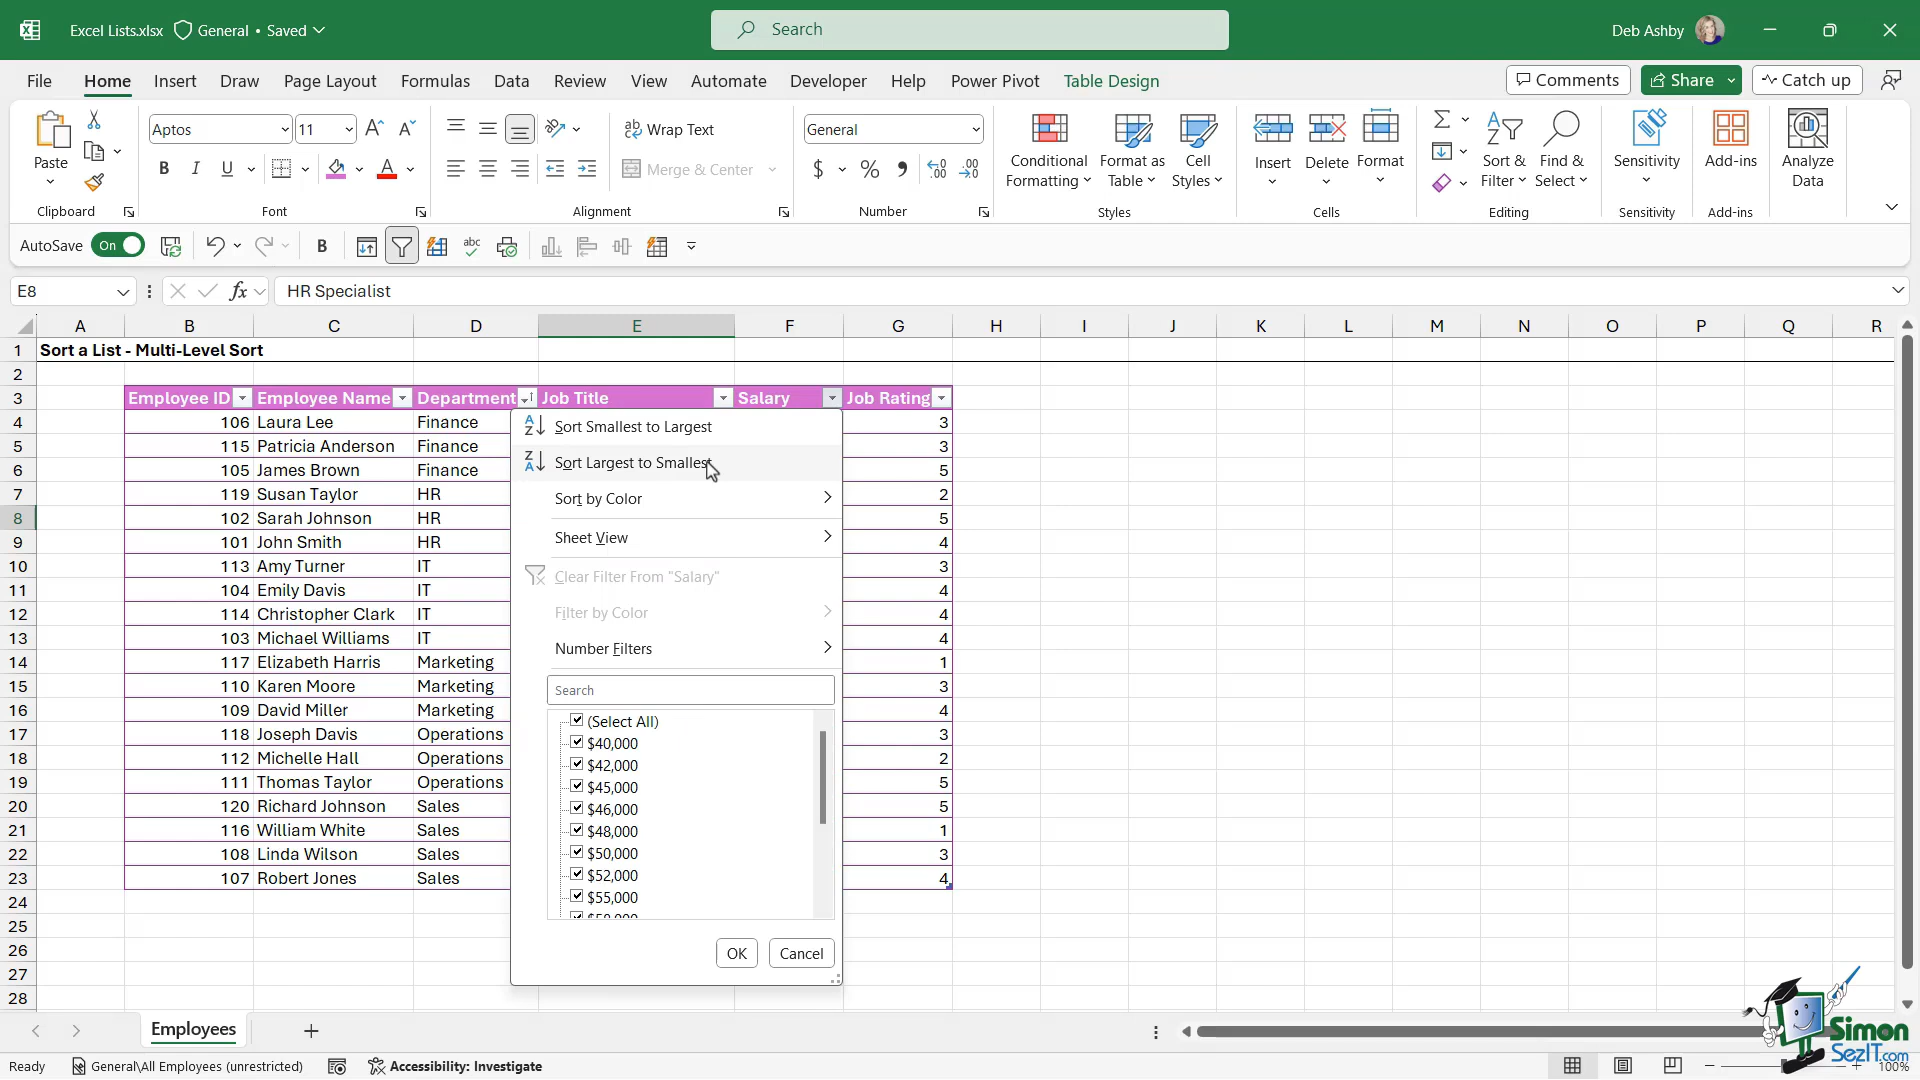 Excel Lists.xlsx General • Saved Search Deb Ashby
File Home Insert Draw Page Layout Formulas Data Review View Automate Developer Help Power Pivot Table Design Comments Share Catch up
Paste Aptos 11 Wrap Text General Conditional Formatting Format as Table Cell Styles Insert Delete Format Sort & Filter Find & Select Sensitivity Add-ins Analyze Data
B I U A Merge & Center $ %
Clipboard Font Alignment Number Styles Cells Editing Sensitivity Add-ins
AutoSave On B abc
E8 fx HR Specialist
A B C D E F G H I J K L M N O P Q R
1 Sort a List - Multi-Level Sort
2
3 Employee ID Employee Name Department Job Title Salary Job Rating
4 106 Laura Lee Finance 3
5 115 Patricia Anderson Finance 3
6 105 James Brown Finance 5
7 119 Susan Taylor HR 2
8 102 Sarah Johnson HR 5
9 101 John Smith HR 4
10 113 Amy Turner IT 3
11 104 Emily Davis IT 4
12 114 Christopher Clark IT 4
13 103 Michael Williams IT 4
14 117 Elizabeth Harris Marketing 1
15 110 Karen Moore Marketing 3
16 109 David Miller Marketing 4
17 118 Joseph Davis Operations 3
18 112 Michelle Hall Operations 2
19 111 Thomas Taylor Operations 5
20 120 Richard Johnson Sales 5
21 116 William White Sales 1
22 108 Linda Wilson Sales 3
23 107 Robert Jones Sales 4
24
25
26
27
28
Sort Smallest to Largest
Sort Largest to Smallest
Sort by Color
Sheet View
Clear Filter From "Salary"
Filter by Color
Number Filters
Search
(Select All)
$40,000
$42,000
$45,000
$46,000
$48,000
$50,000
$52,000
$55,000
OK Cancel
Employees
Simon
SezIT.com
Ready General\All Employees (unrestricted) Accessibility: Investigate 100%